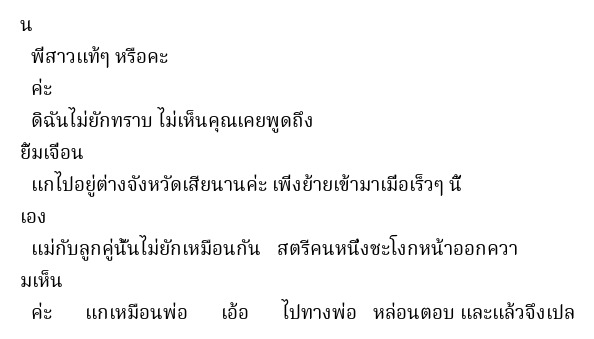 น
พี่สาวแท้ๆ หรือคะ
ค่ะ
ดิฉันไม่ยักทราบ ไม่เห็นคุณเคยพูดถึง
ยิ้มเจื่อน
แกไปอยู่ต่างจังหวัดเสียนานค่ะ เพิ่งย้ายเข้ามาเมื่อเร็วๆ นี้
เอง
แม่กับลูกคู่นั้นไม่ยักเหมือนกัน สตรีคนหนึ่งชะโงกหน้าออกควา
มเห็น
ค่ะ แกเหมือนพ่อ เอ้อ ไปทางพ่อ หล่อนตอบ และแล้วจึงเปล